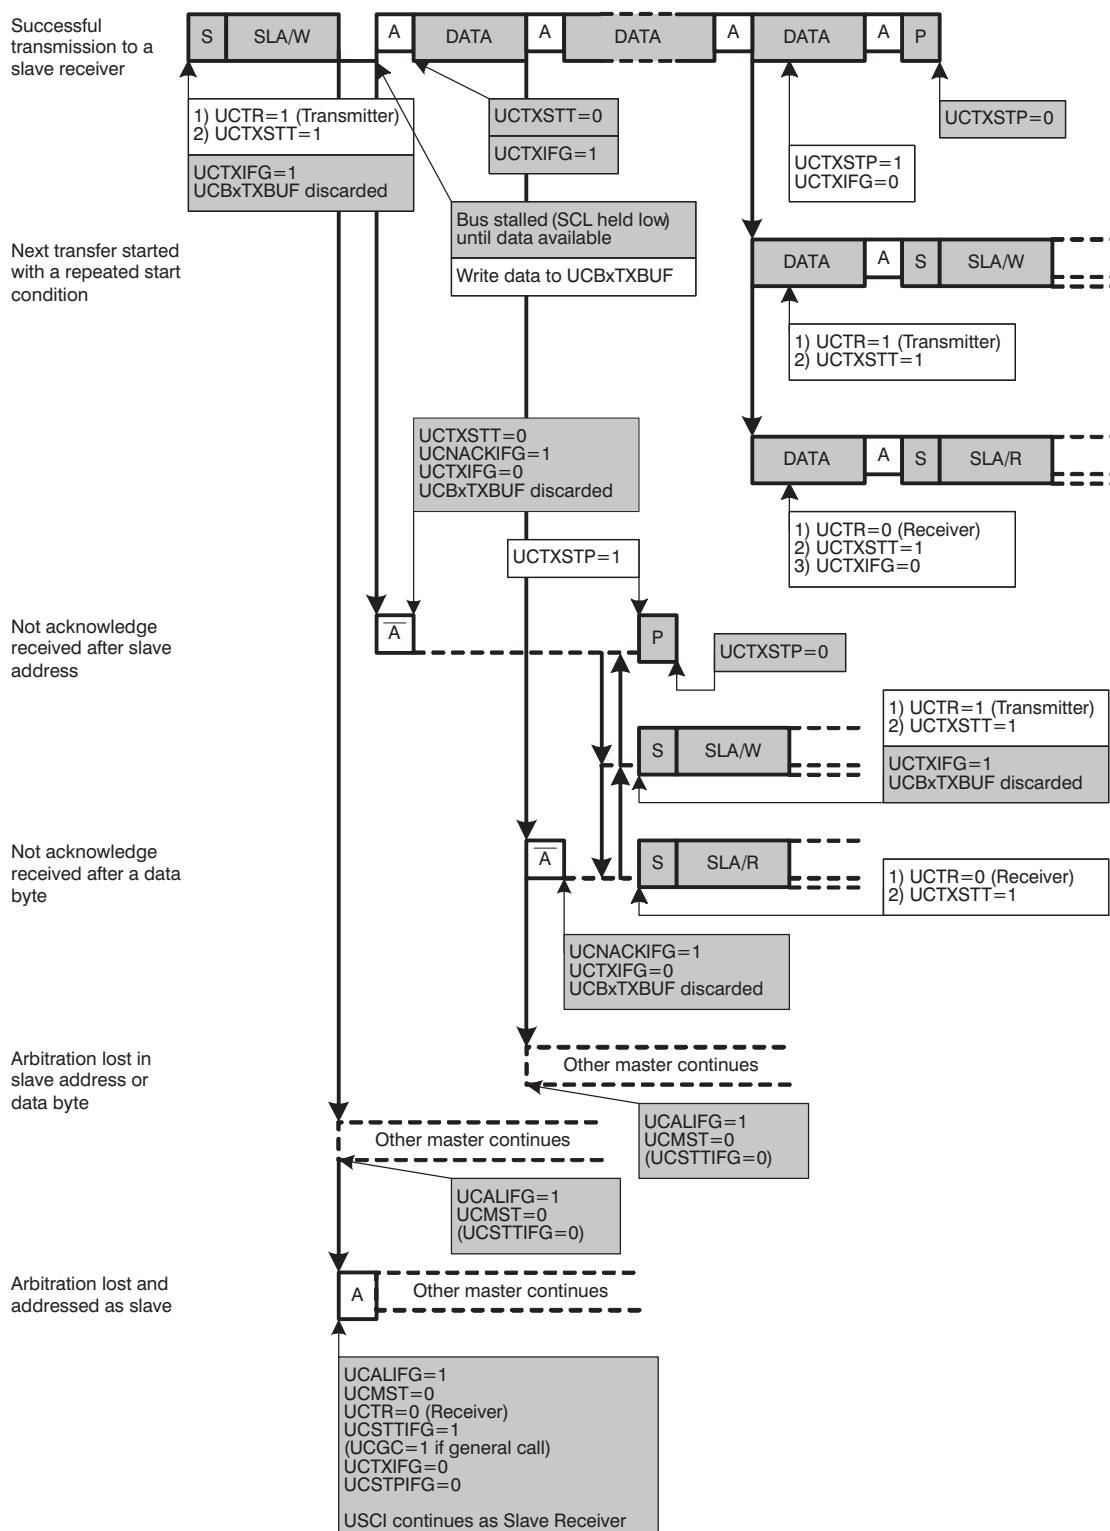 Successful
transmission to a
slave receiver
S SLA/W A DATA A DATA A DATA A P
1) UCTR=1 (Transmitter)
2) UCTXSTT=1
UCTXIFG=1
UCBxTXBUF discarded
UCTXSTT=0
UCTXIFG=1
Bus stalled (SCL held low)
until data available
Write data to UCBxTXBUF
UCTXSTP=1
UCTXIFG=0
UCTXSTP=0
Next transfer started
with a repeated start
condition
DATA A S SLA/W
1) UCTR=1 (Transmitter)
2) UCTXSTT=1
DATA A S SLA/R
1) UCTR=0 (Receiver)
2) UCTXSTT=1
3) UCTXIFG=0
UCTXSTT=0
UCNACKIFG=1
UCTXIFG=0
UCBxTXBUF discarded
UCTXSTP=1
Not acknowledge
received after slave
address
A P
UCTXSTP=0
S SLA/W
1) UCTR=1 (Transmitter)
2) UCTXSTT=1
UCTXIFG=1
UCBxTXBUF discarded
Not acknowledge
received after a data
byte
A S SLA/R
1) UCTR=0 (Receiver)
2) UCTXSTT=1
UCNACKIFG=1
UCTXIFG=0
UCBxTXBUF discarded
Arbitration lost in
slave address or
data byte
Other master continues
UCALIFG=1
UCMST=0
(UCSTTIFG=0)
Other master continues
UCALIFG=1
UCMST=0
(UCSTTIFG=0)
Arbitration lost and
addressed as slave
A Other master continues
UCALIFG=1
UCMST=0
UCTR=0 (Receiver)
UCSTTIFG=1
(UCGC=1 if general call)
UCTXIFG=0
UCSTPIFG=0
USCI continues as Slave Receiver